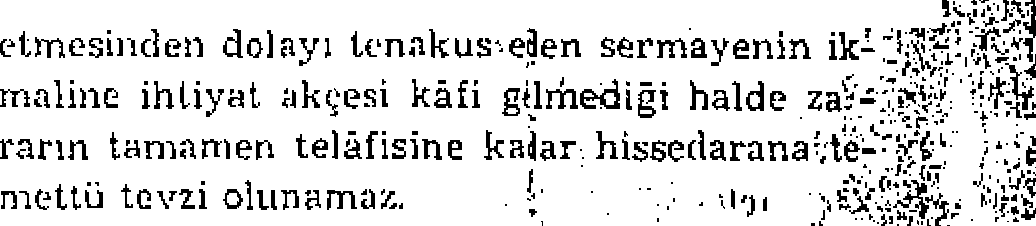 etmesinden dolayı tenakus eden sermayenin ik-
maline ihtiyat akçesi kâfi gelmediği halde za-
rarın tamamen telâfisine kadar hissedarana te-
mettü tevzi olunamaz.